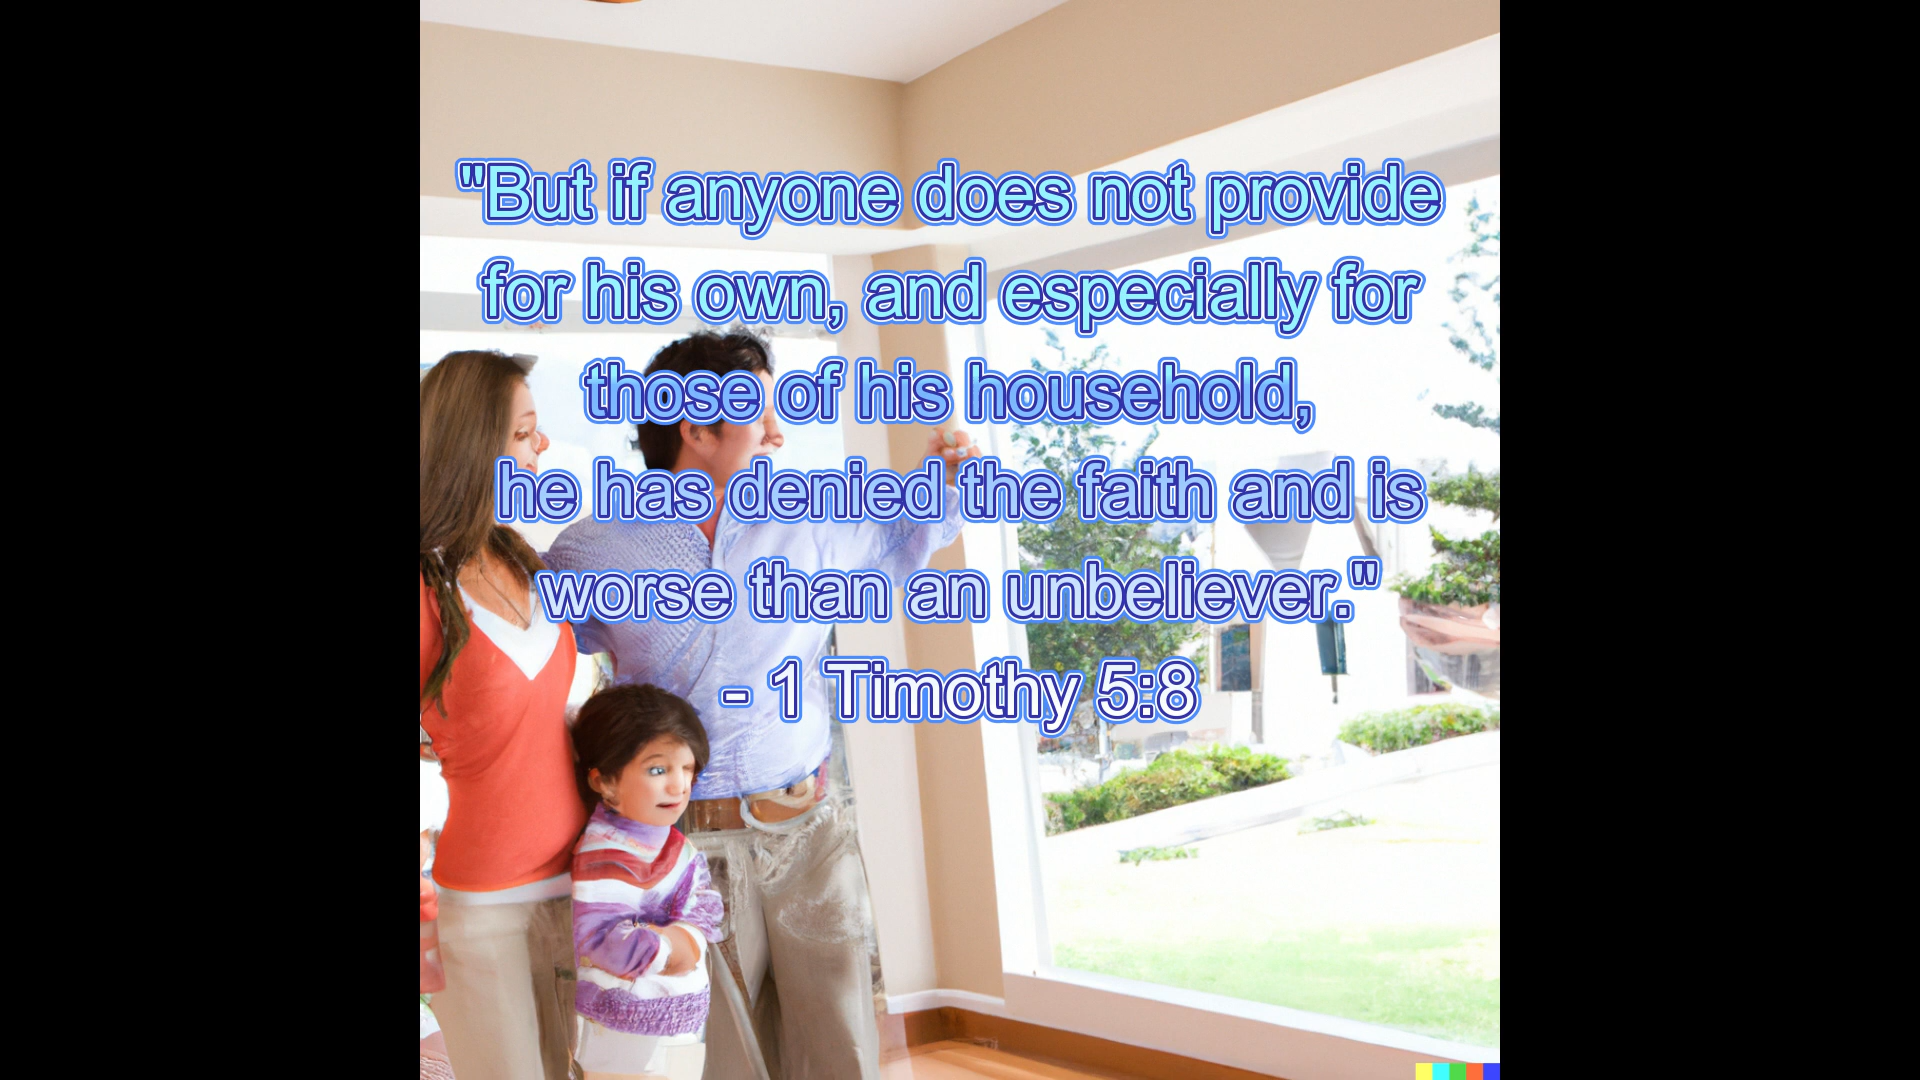 "But if anyone does not provide
for his own, and especially for
those of his household,
he has denied the faith and is
worse than an unbeliever."
- 1 Timothy 5:8